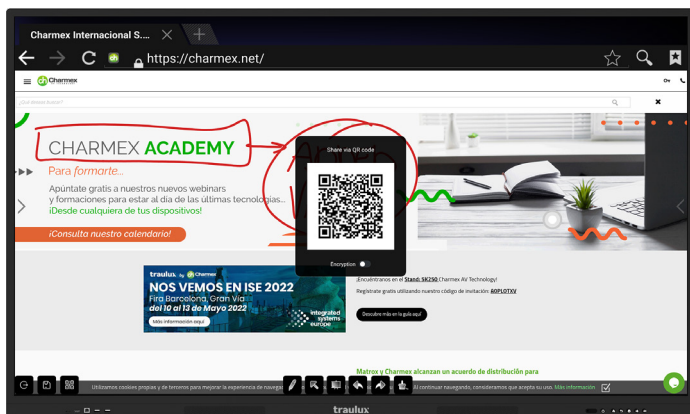 Charmex Internacional S....
https://charmex.net/
Charmex
¿Qué deseas buscar?
CHARMEX ACADEMY
Para formarte...
Apúntate gratis a nuestros nuevos webinars
y formaciones para estar al día de las últimas tecnologías...
¡Desde cualquiera de tus dispositivos!
¡Consulta nuestro calendario!
Share via QR code
Encryption
traulux by Charmex
NOS VEMOS EN ISE 2022
Fira Barcelona, Gran Vía
del 10 al 13 de Mayo 2022
Más información aquí
integrated
systems
europe
¡Encuéntranos en el Stand: 5K250 Charmex AV Technology!
Regístrate gratis utilizando nuestro código de invitación:
Descubre más en la guía aquí
Matrox y Charmex alcanzan un acuerdo de distribución para
Utilizamos cookies propias y de terceros para mejorar la experiencia de
Al continuar navegando, consideramos que acepta su uso. Más información
traulux